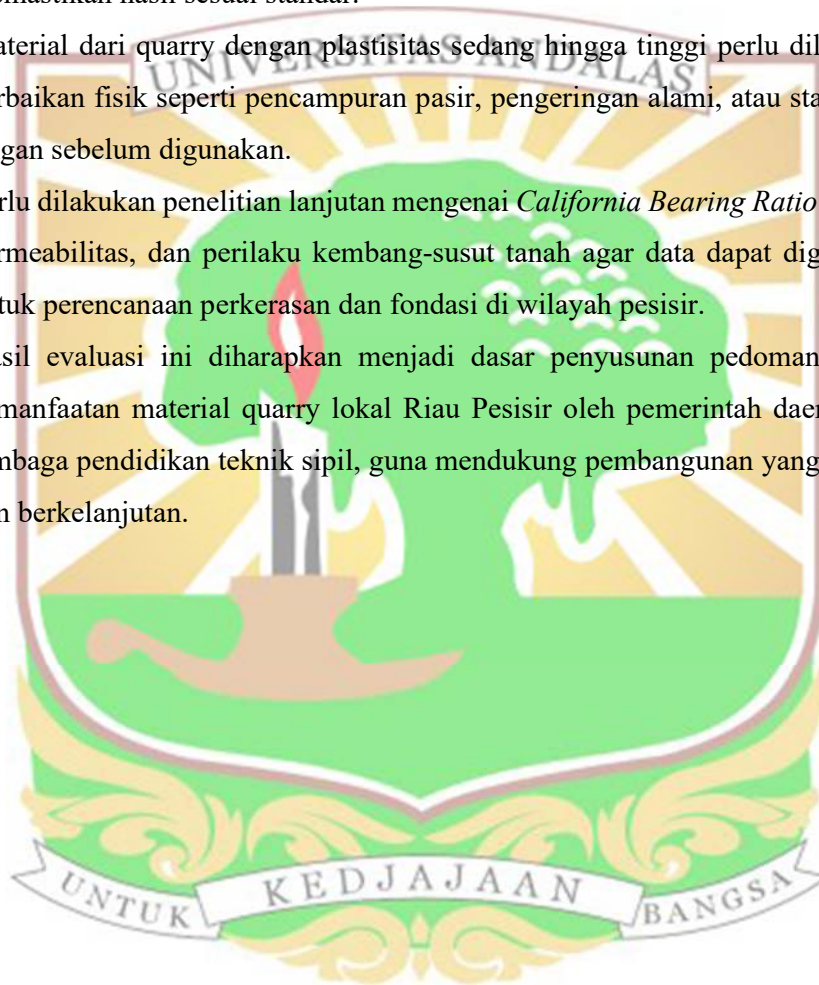 aterial dari quarry dengan plastisitas sedang hingga tinggi perlu dil
UNIVERSITAS ANDALAS
rbaikan fisik seperti pencampuran pasir, pengeringan alami, atau sta
gan sebelum digunakan.
rlu dilakukan penelitian lanjutan mengenai California Bearing Ratio
rmeabilitas, dan perilaku kembang-susut tanah agar data dapat dig
tuk perencanaan perkerasan dan fondasi di wilayah pesisir.
asil evaluasi ini diharapkan menjadi dasar penyusunan pedoman
manfaatan material quarry lokal Riau Pesisir oleh pemerintah daer
mbaga pendidikan teknik sipil, guna mendukung pembangunan yang
n berkelanjutan.
UNTUK KEDJAJAAN BANGSA